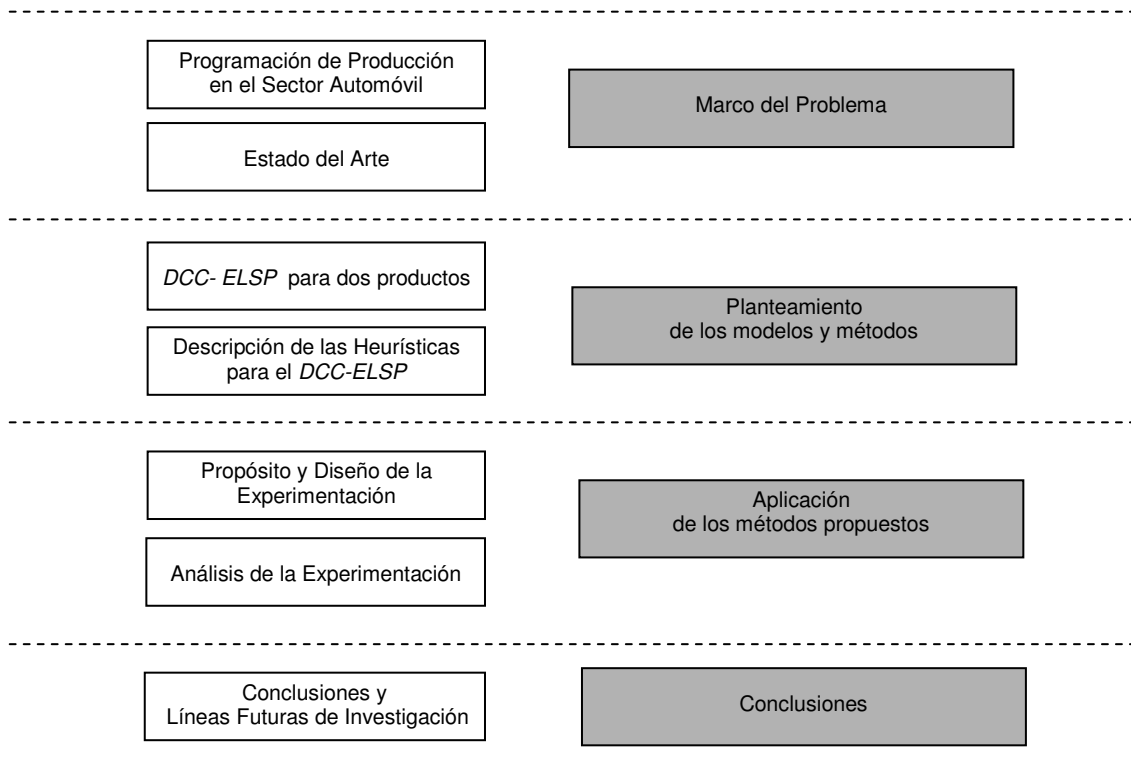 Programación de Producción
en el Sector Automóvil
Estado del Arte
Marco del Problema
DCC- ELSP para dos productos
Descripción de las Heurísticas
para el DCC-ELSP
Planteamiento
de los modelos y métodos
Propósito y Diseño de la
Experimentación
Análisis de la Experimentación
Aplicación
de los métodos propuestos
Conclusiones y
Líneas Futuras de Investigación
Conclusiones